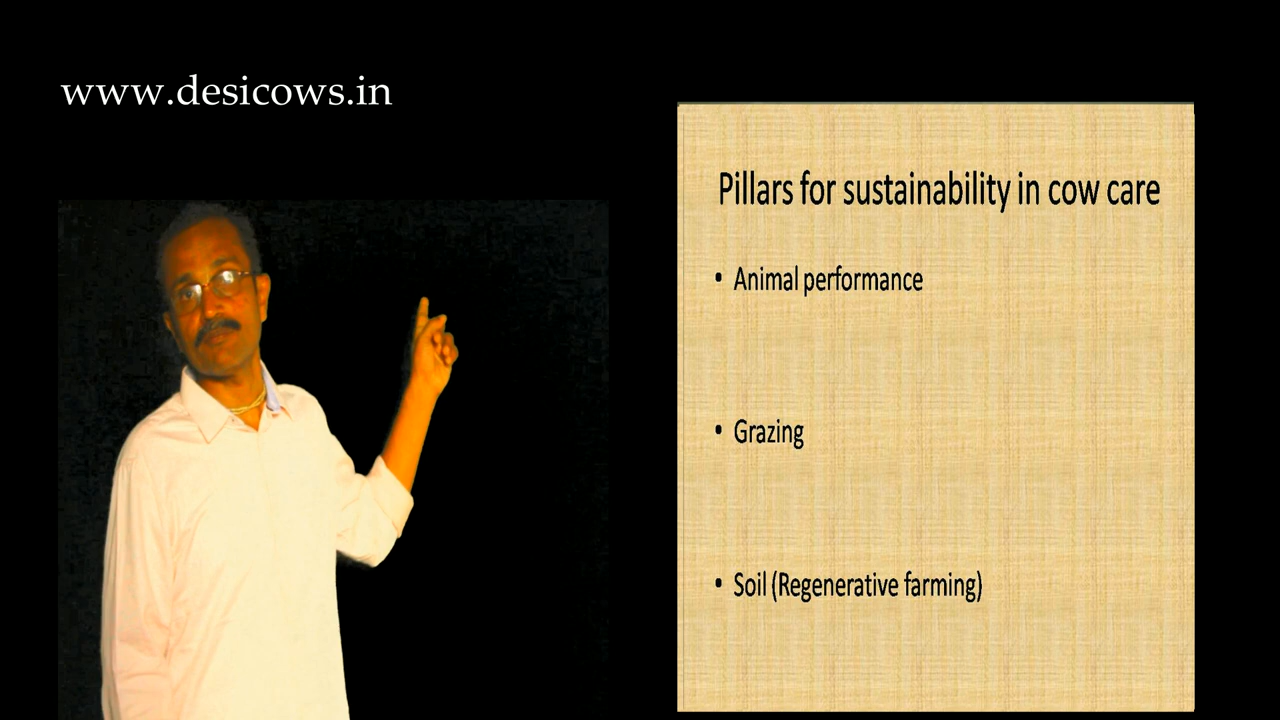 www.desicows.in
Pillars for sustainability in cow care
• Animal performance
• Grazing
• Soil (Regenerative farming)